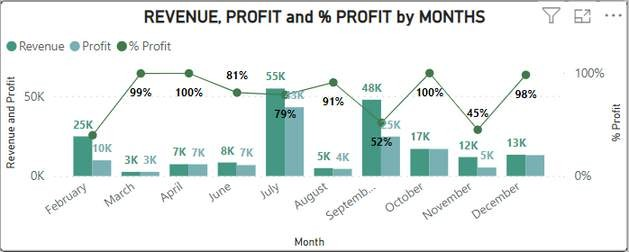 REVENUE, PROFIT and % PROFIT by MONTHS
Revenue Profit % Profit
Revenue and Profit
50K
0K
25K 10K
3K 3K 99%
7K 7K 100%
8K 7K 81%
55K 79%
5K 4K 91%
48K 25K 52%
17K 100%
12K 5K 45%
13K 98%
100%
0%
% Profit
February March April June July August Septemb... October November December
Month